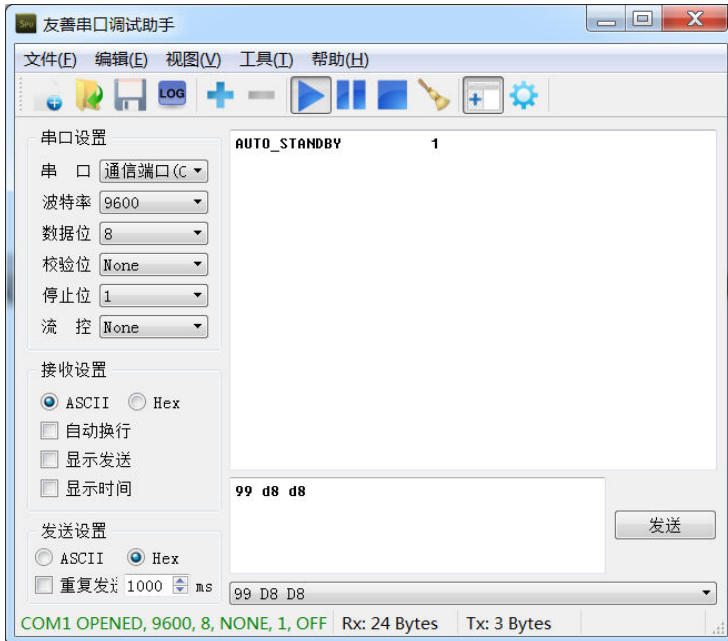 友善串口调试助手
文件(F) 编辑(E) 视图(V) 工具(T) 帮助(H)
LOG
串口设置
串 口 通信端口(C
波特率 9600
数据位 8
校验位 None
停止位 1
流 控 None
接收设置
ASCII Hex
自动换行
显示发送
显示时间
发送设置
ASCII Hex
重复发 1000 ms
AUTO_STANDBY 1
99 d8 d8
发送
99 D8 D8
COM1 OPENED, 9600, 8, NONE, 1, OFF Rx: 24 Bytes Tx: 3 Bytes